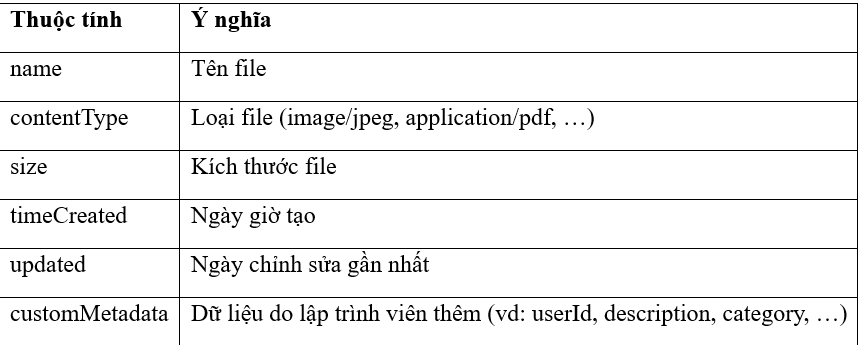 Thuộc tính Ý nghĩa
name Tên file
contentType Loại file (image/jpeg, application/pdf, …)
size Kích thước file
timeCreated Ngày giờ tạo
updated Ngày chỉnh sửa gần nhất
customMetadata Dữ liệu do lập trình viên thêm (vd: userId, description, category, …)